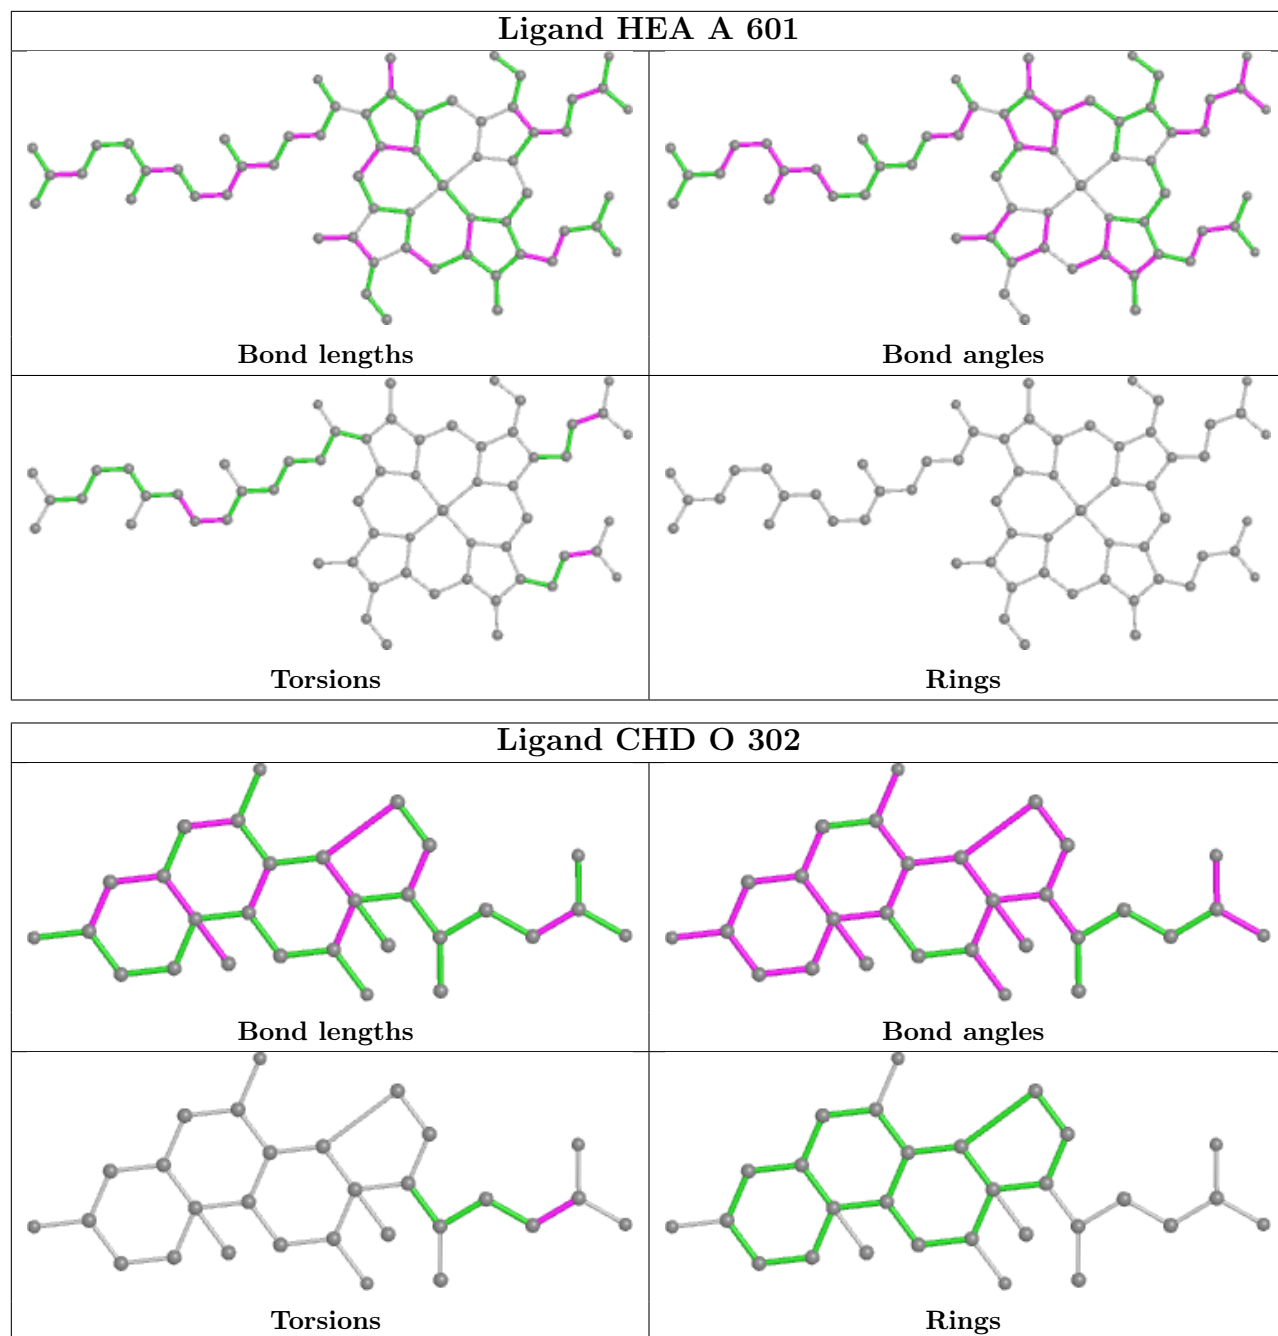 Ligand HEA A 601
Bond lengths
Bond angles
Torsions
Rings
Ligand CHD O 302
Bond lengths
Bond angles
Torsions
Rings